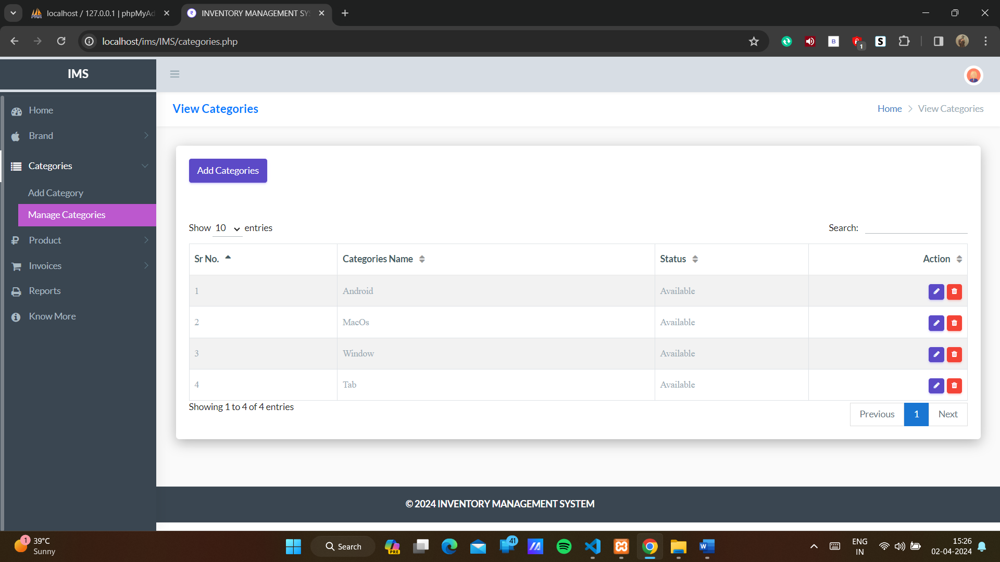 localhost / 127.0.0.1 | phpMyAd
INVENTORY MANAGEMENT SY
localhost/ims/IMS/categories.php
B
S
1
IMS
Home
Brand
Categories
Add Category
Manage Categories
Product
Invoices
Reports
Know More
View Categories
Home > View Categories
Add Categories
Show 10 entries
Search:
Sr No. Categories Name Status Action
1 Android Available
2 MacOs Available
3 Window Available
4 Tab Available
Showing 1 to 4 of 4 entries
Previous 1 Next
© 2024 INVENTORY MANAGEMENT SYSTEM
1
39°C
Sunny
Search
PRE
41
W
ENG
IN
15:26
02-04-2024